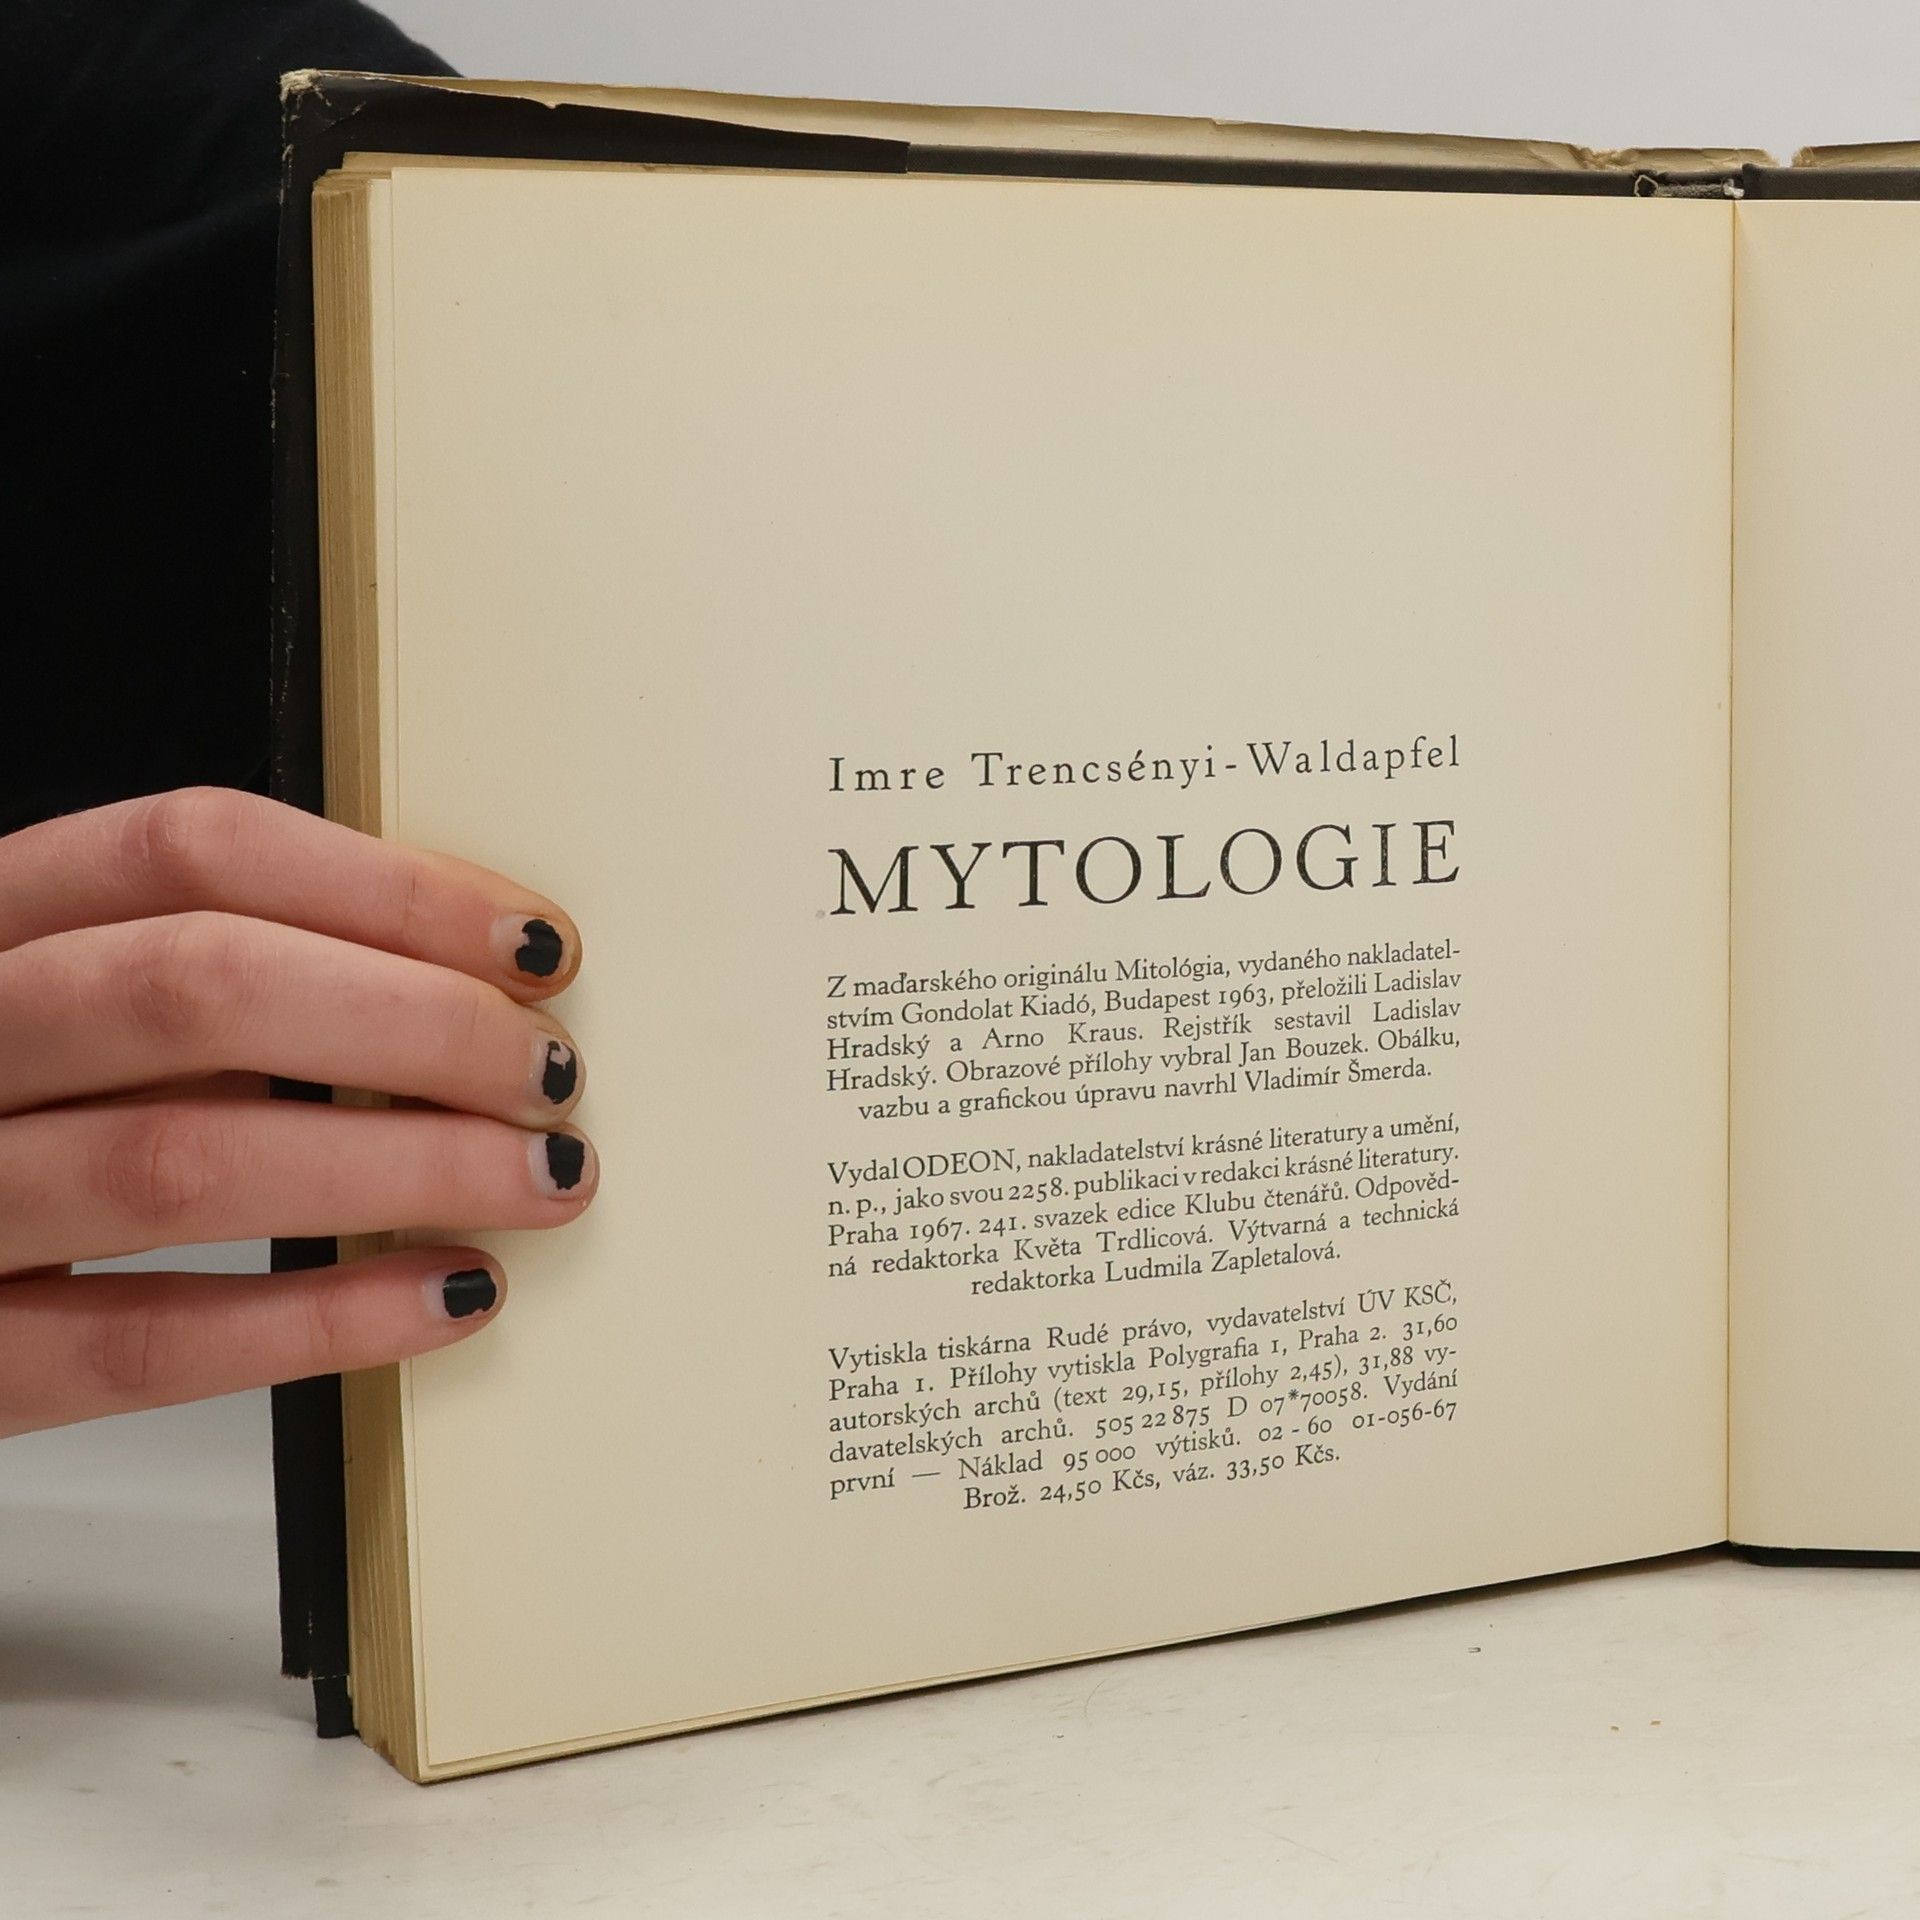 Imre Trencsényi-Waldapfel
MYTOLOGIE
Z maďarského originálu Mitológia, vydaného nakladatel-
stvím Gondolat Kiadó, Budapest 1963, přeložili Ladislav
Hradský a Arno Kraus. Rejstřík sestavil Ladislav
Hradský. Obrazové přílohy vybral Jan Bouzek. Obálku,
vazbu a grafickou úpravu navrhl Vladimír Šmerda.
Vydal ODEON, nakladatelství krásné literatury a umění,
n. p., jako svou 2258. publikaci v redakci krásné literatury.
Praha 1967. 241. svazek edice Klubu čtenářů. Odpověd-
ná redaktorka Květa Trdlicová. Výtvarná a technická
redaktorka Ludmila Zapletalová.
Vytiskla tiskárna Rudé právo, vydavatelství ÚV KSČ,
Praha 1. Přílohy vytiskla Polygrafia 1, Praha 2. 31,60
autorských archů (text 29,15, přílohy 2,45), 31,88 vy-
davatelských archů. 505 22 875 D 07*70058. Vydání
první — Náklad 95 000 výtisků. 02 - 60 01-056-67
Brož. 24,50 Kčs, váz. 33,50 Kčs.